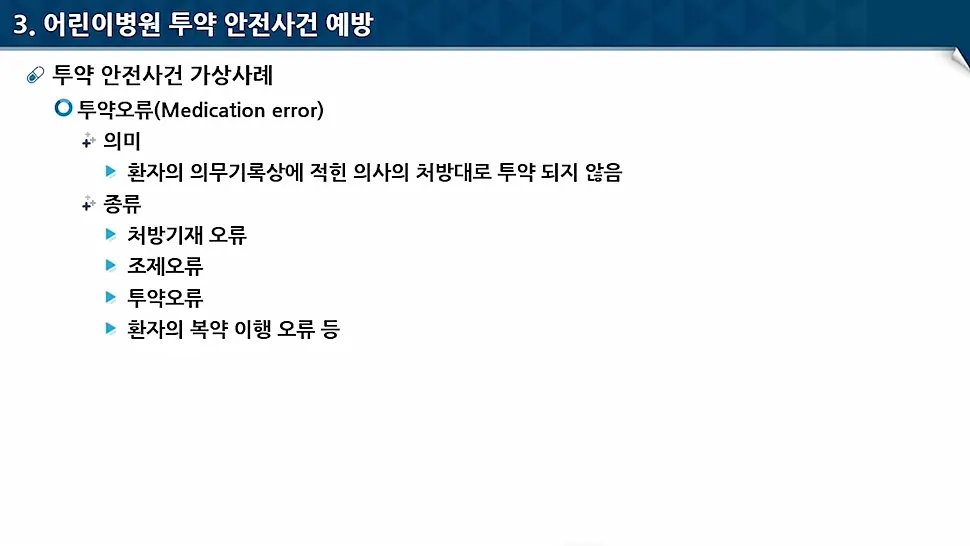 3. 어린이병원 투약 안전사건 예방
투약 안전사건 가상사례
투약오류(Medication error)
의미
환자의 의무기록상에 적힌 의사의 처방대로 투약 되지 않음
종류
처방기재 오류
조제오류
투약오류
환자의 복약 이행 오류 등